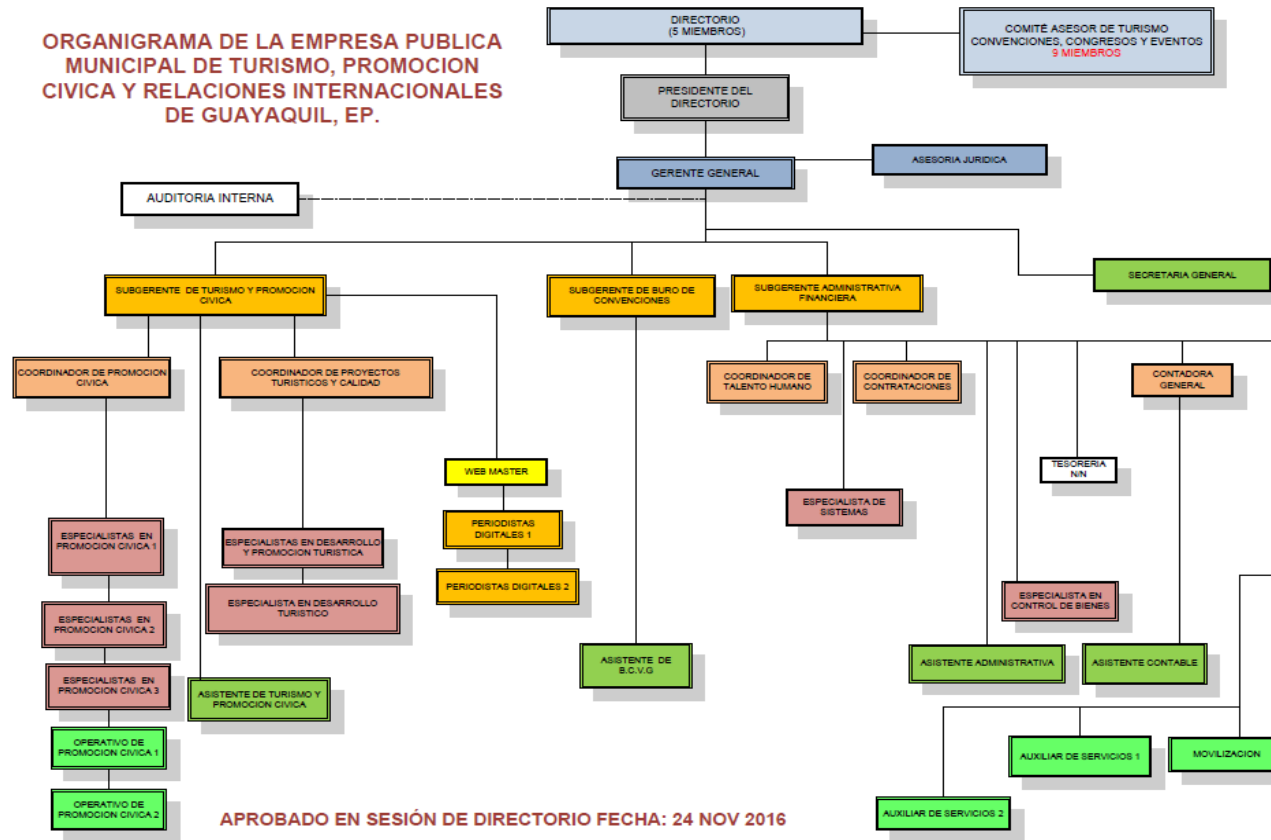 ORGANIGRAMA DE LA EMPRESA PUBLICA
MUNICIPAL DE TURISMO, PROMOCION
CIVICA Y RELACIONES INTERNACIONALES
DE GUAYAQUIL, EP.
DIRECTORIO
(5 MIEMBROS)
COMITÉ ASESOR DE TURISMO
CONVENCIONES, CONGRESOS Y EVENTOS
9 MIEMBROS
PRESIDENTE DEL
DIRECTORIO
GERENTE GENERAL
ASESORIA JURIDICA
AUDITORIA INTERNA
SECRETARIA GENERAL
SUBGERENTE DE TURISMO Y PROMOCION
CIVICA
SUBGERENTE DE BURO DE
CONVENCIONES
SUBGERENTE ADMINISTRATIVA
FINANCIERA
COORDINADOR DE PROMOCION
CIVICA
COORDINADOR DE PROYECTOS
TURISTICOS Y CALIDAD
COORDINADOR DE
TALENTO HUMANO
COORDINADOR DE
CONTRATACIONES
CONTADORA
GENERAL
WEB MASTER
TESORERIA
N/N
ESPECIALISTA DE
SISTEMAS
PERIODISTAS
DIGITALES 1
PERIODISTAS DIGITALES 2
ESPECIALISTAS EN
PROMOCION CIVICA 1
ESPECIALISTAS EN DESARROLLO
Y PROMOCION TURISTICA
ESPECIALISTA EN DESARROLLO
TURISTICO
ESPECIALISTA EN
CONTROL DE BIENES
ESPECIALISTAS EN
PROMOCION CIVICA 2
ESPECIALISTAS EN
PROMOCION CIVICA 3
ASISTENTE DE TURISMO Y
PROMOCION CIVICA
ASISTENTE DE
B.C.V.G
ASISTENTE ADMINISTRATIVA
ASISTENTE CONTABLE
OPERATIVO DE
PROMOCION CIVICA 1
OPERATIVO DE
PROMOCION CIVICA 2
AUXILIAR DE SERVICIOS 1
MOVILIZACION
AUXILIAR DE SERVICIOS 2
APROBADO EN SESIÓN DE DIRECTORIO FECHA: 24 NOV 2016